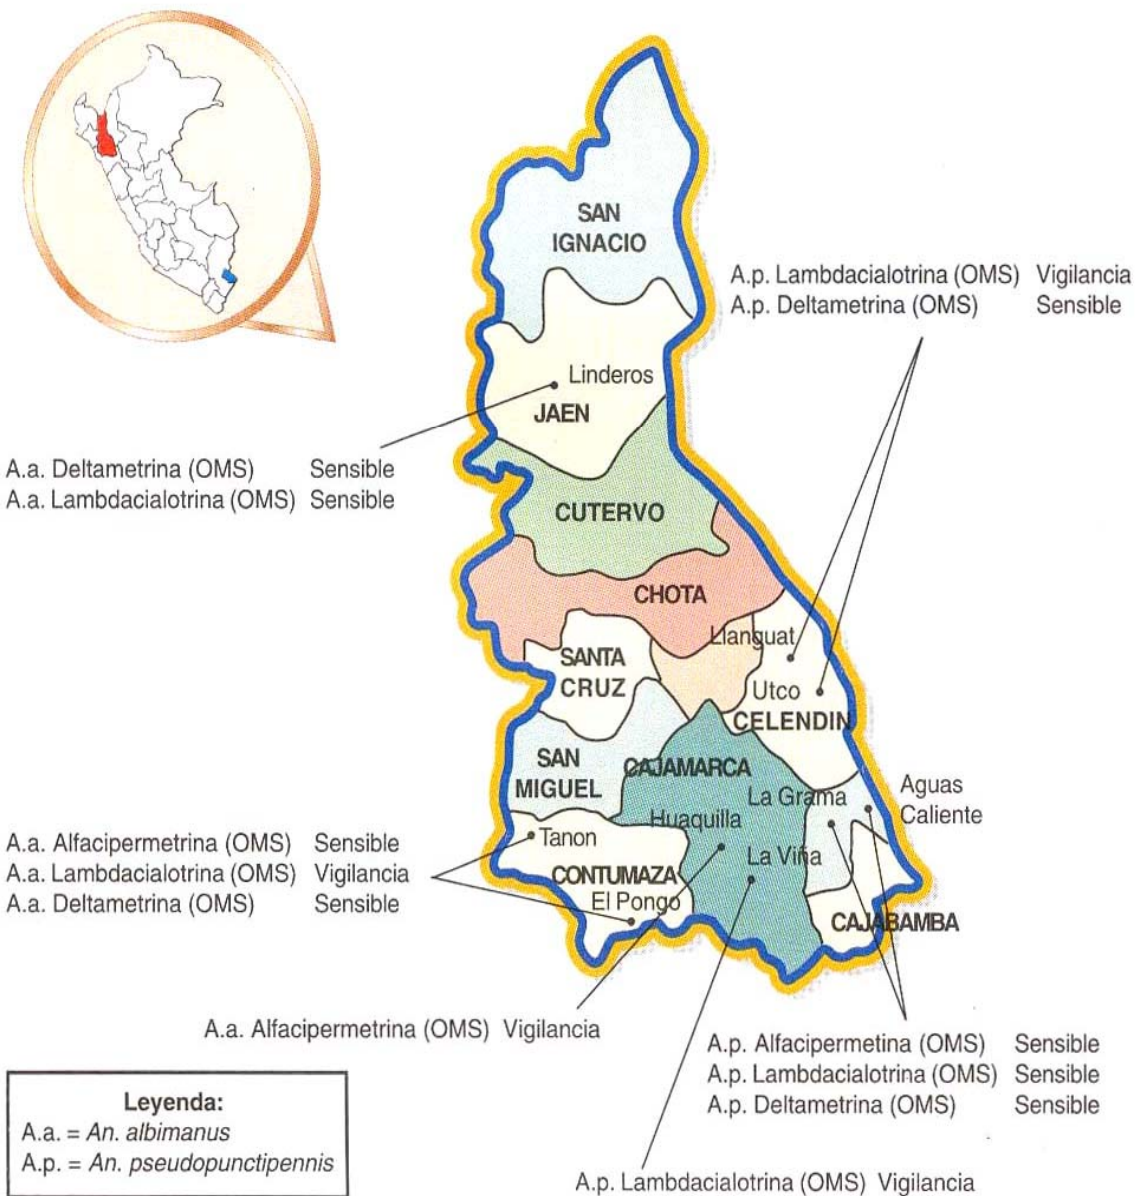 SAN
IGNACIO
A.p. Lambdacialotrina (OMS) Vigilancia
A.p. Deltametrina (OMS) Sensible
Linderos
JAEN
A.a. Deltametrina (OMS) Sensible
A.a. Lambdacialotrina (OMS) Sensible
CUTERVO
CHOTA
Llanguat
SANTA
CRUZ
Utco
CELENDIN
SAN
MIGUEL
CAJAMARCA
La Grama
Aguas
Caliente
Huaquilla
A.a. Alfacipermetrina (OMS) Sensible
A.a. Lambdacialotrina (OMS) Vigilancia
A.a. Deltametrina (OMS) Sensible
Tanon
La Viña
CONTUMAZA
El Pongo
CAJABAMBA
A.a. Alfacipermetrina (OMS) Vigilancia
A.p. Alfacipermetina (OMS) Sensible
A.p. Lambdacialotrina (OMS) Sensible
A.p. Deltametrina (OMS) Sensible
Leyenda:
A.a. = An. albimanus
A.p. = An. pseudopunctipennis
A.p. Lambdacialotrina (OMS) Vigilancia